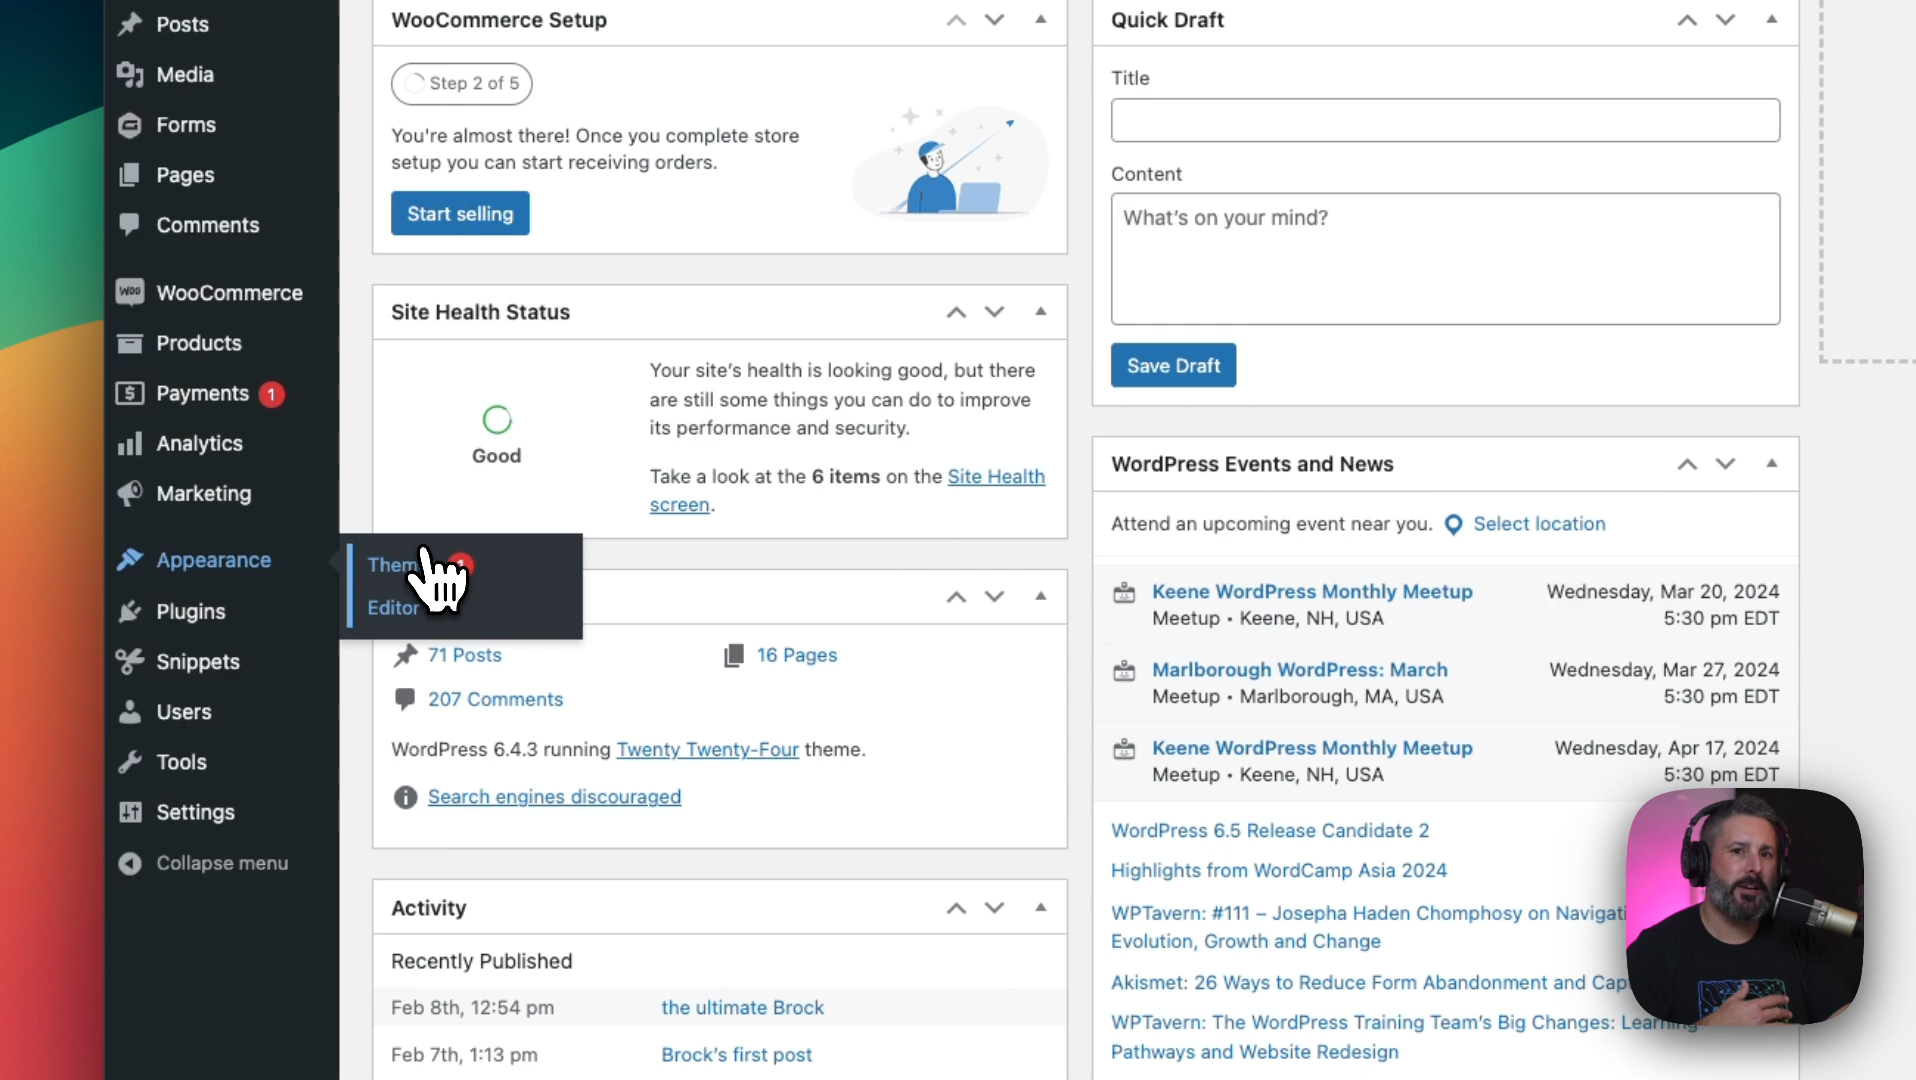 Posts
Media
Forms
Pages
Comments
WOO WooCommerce
Products
Payments 1
Analytics
Marketing
Appearance
Plugins
Snippets
Users
Tools
Settings
Collapse menu
Editor
WooCommerce Setup
Step 2 of 5
You're almost there! Once you complete store
setup you can start receiving orders.
Start selling
Site Health Status
Good
Your site's health is looking good, but there
are still some things you can do to improve
its performance and security.
Take a look at the 6 items on the Site Health
screen.
71 Posts
16 Pages
207 Comments
WordPress 6.4.3 running Twenty Twenty-Four theme.
Search engines discouraged
Activity
Recently Published
Feb 8th, 12:54 pm the ultimate Brock
Feb 7th, 1:13 pm Brock's first post
Quick Draft
Title
Content
What's on your mind?
Save Draft
WordPress Events and News
Attend an upcoming event near you. Select location
Keene WordPress Monthly Meetup Wednesday, Mar 20, 2024
Meetup • Keene, NH, USA 5:30 pm EDT
Marlborough WordPress: March Wednesday, Mar 27, 2024
Meetup • Marlborough, MA, USA 5:30 pm EDT
Keene WordPress Monthly Meetup Wednesday, Apr 17, 2024
Meetup • Keene, NH, USA 5:30 pm EDT
WordPress 6.5 Release Candidate 2
Highlights from WordCamp Asia 2024
WPTavern: #111 – Josepha Haden Chomphosy on Navigati
Evolution, Growth and Change
Akismet: 26 Ways to Reduce Form Abandonment and Cap
WPTavern: The WordPress Training Team's Big Changes: Learning
Pathways and Website Redesign